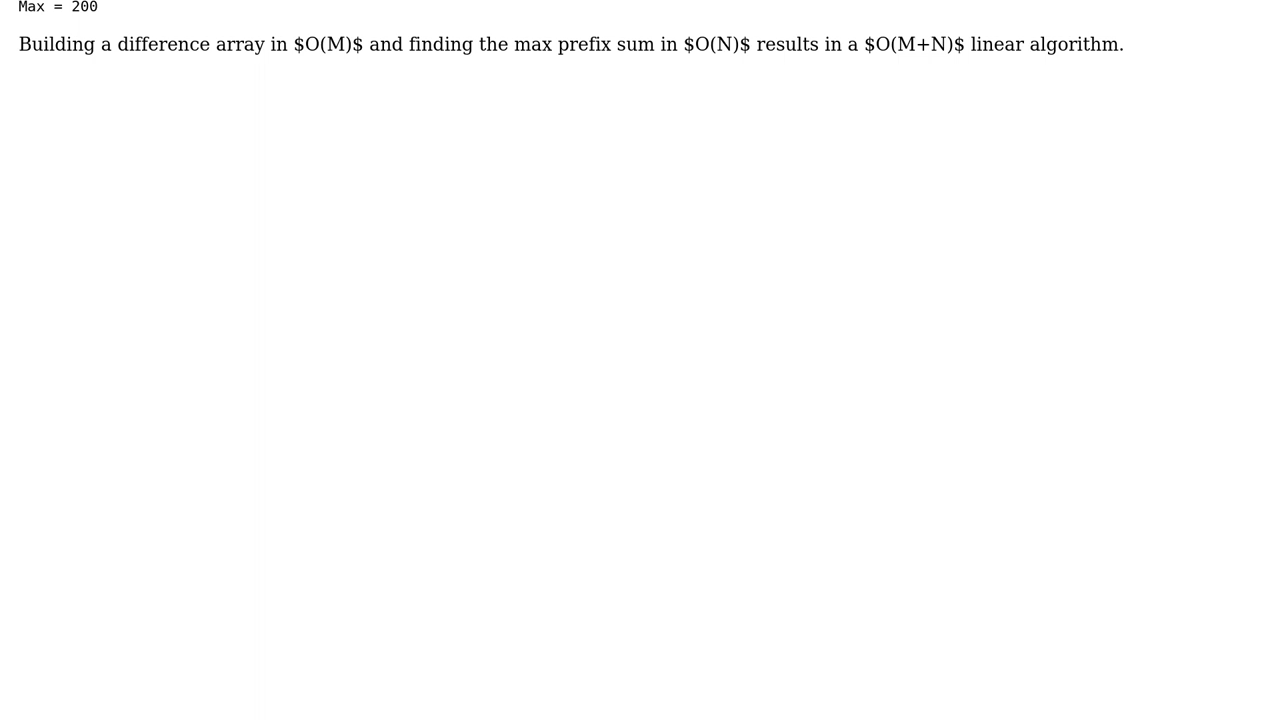 Max = 200
Building a difference array in $O(M)$ and finding the max prefix sum in $O(N)$ results in a $O(M+N)$ linear algorithm.